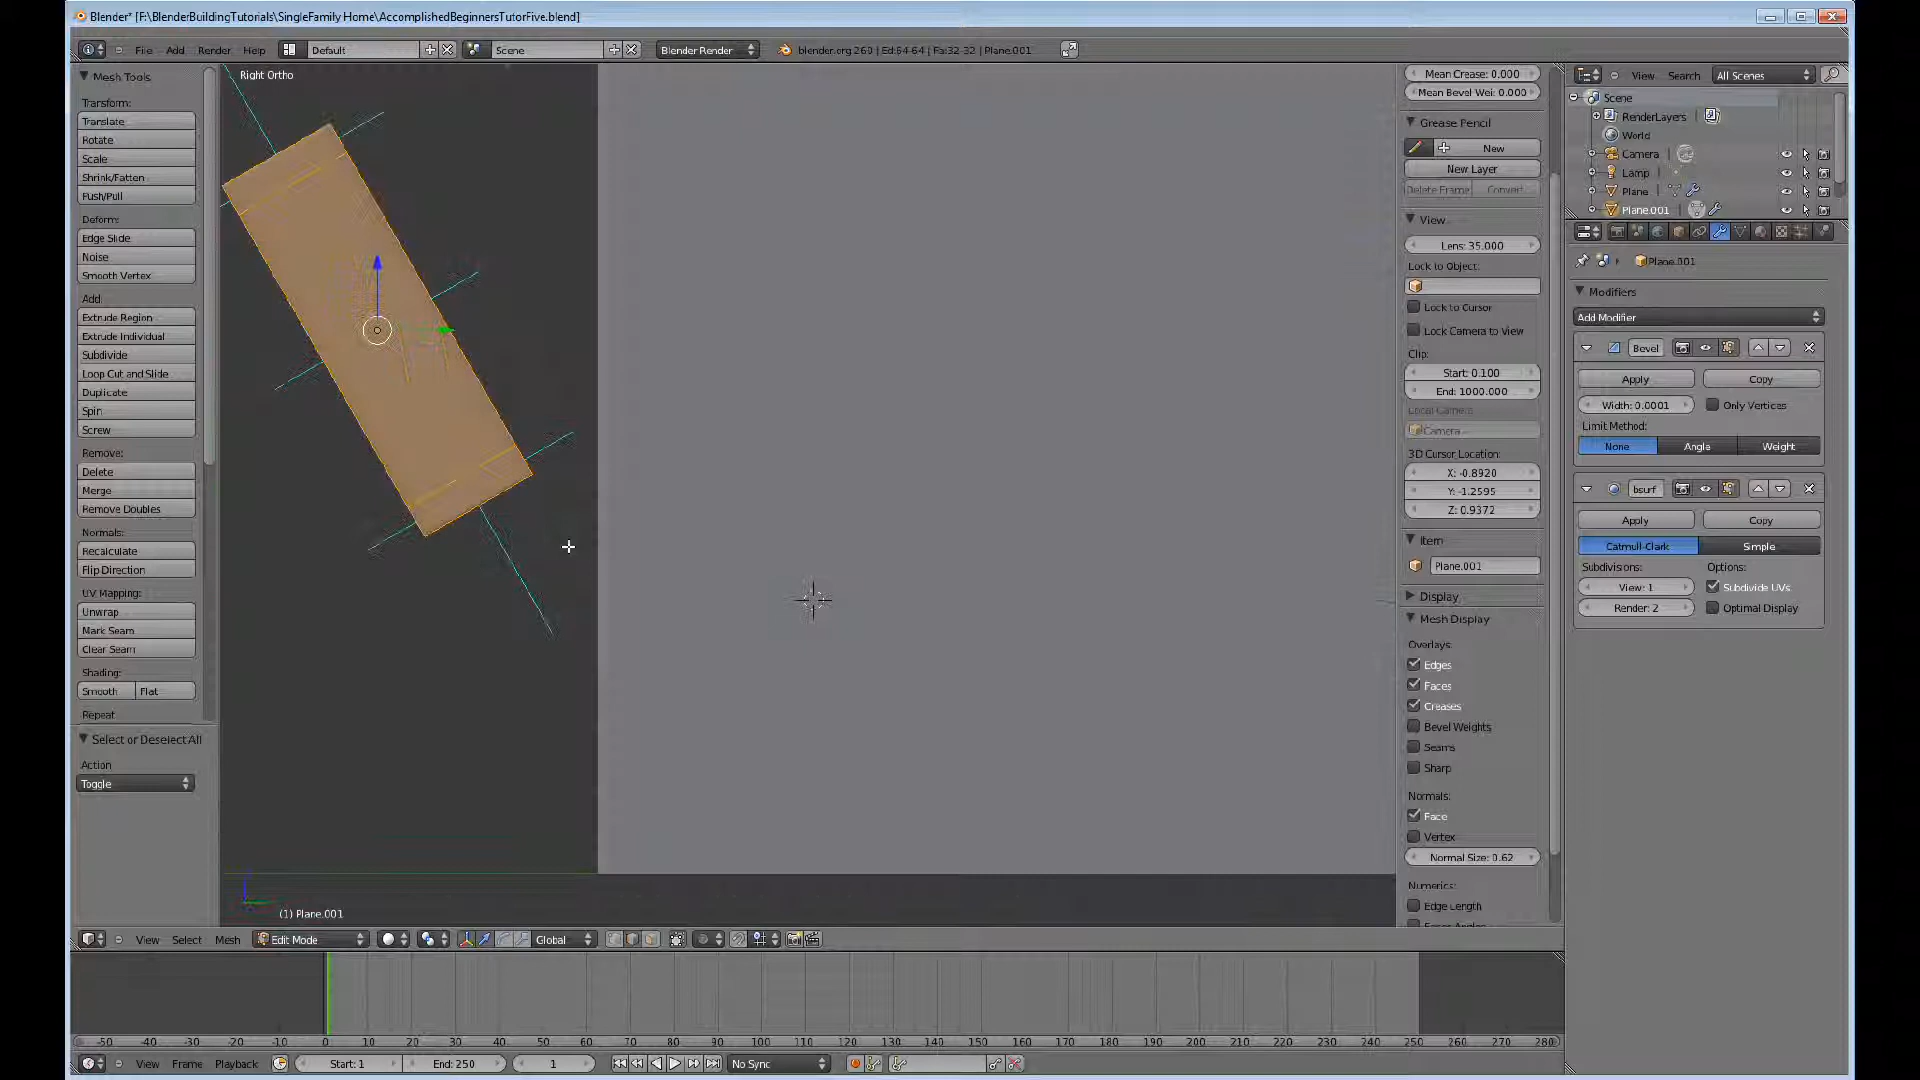 Blender* [F:\BlenderBuildingTutorials\SingleFamily Home\AccomplishedBeginnersTutorFive.blend]
File Add Render Help Default Scene Blender Render blender.org 260 | Ed:64-64 | Fa:32-32 | Plane.001
Right Ortho
Mesh Tools
Transform:
Translate
Rotate
Scale
Shrink/Fatten
Push/Pull
Deform:
Edge Slide
Noise
Smooth Vertex
Add:
Extrude Region
Extrude Individual
Subdivide
Loop Cut and Slide
Duplicate
Spin
Screw
Remove:
Delete
Merge
Remove Doubles
Normals:
Recalculate
Flip Direction
UV Mapping:
Unwrap
Mark Seam
Clear Seam
Shading:
Smooth Flat
Repeat
Select or Deselect All
Action
Toggle
(1) Plane.001
Mean Crease: 0.000
Mean Bevel Wei: 0.000
Grease Pencil
New
New Layer
Delete Frame Convert
View
Lens: 35.000
Lock to Object:
Lock to Cursor
Lock Camera to View
Clip:
Start: 0.100
End: 1000.000
Local Camera
Camera
3D Cursor Location:
X: -0.8920
Y: -1.2595
Z: 0.9372
Item
Plane.001
Display
Mesh Display
Overlays:
Edges
Faces
Creases
Bevel Weights
Seams
Sharp
Normals:
Face
Vertex
Normal Size: 0.62
Numerics:
Edge Length
View Search All Scenes
Scene
RenderLayers
World
Camera
Lamp
Plane
Plane.001
Plane.001
Modifiers
Add Modifier
Bevel
Apply Copy
Width: 0.0001 Only Vertices
Limit Method:
None Angle Weight
bsurf
Apply Copy
Catmull-Clark Simple
Subdivisions: Options:
View: 1 Subdivide UVs
Render: 2 Optimal Display
View Select Mesh Edit Mode Global
-50 -40 -30 -20 -10 0 10 20 30 40 50 60 70 80 90 100 110 120 130 140 150 160 170 180 190 200 210 220 230 240 250 260 270 280
View Frame Playback Start: 1 End: 250 1 No Sync